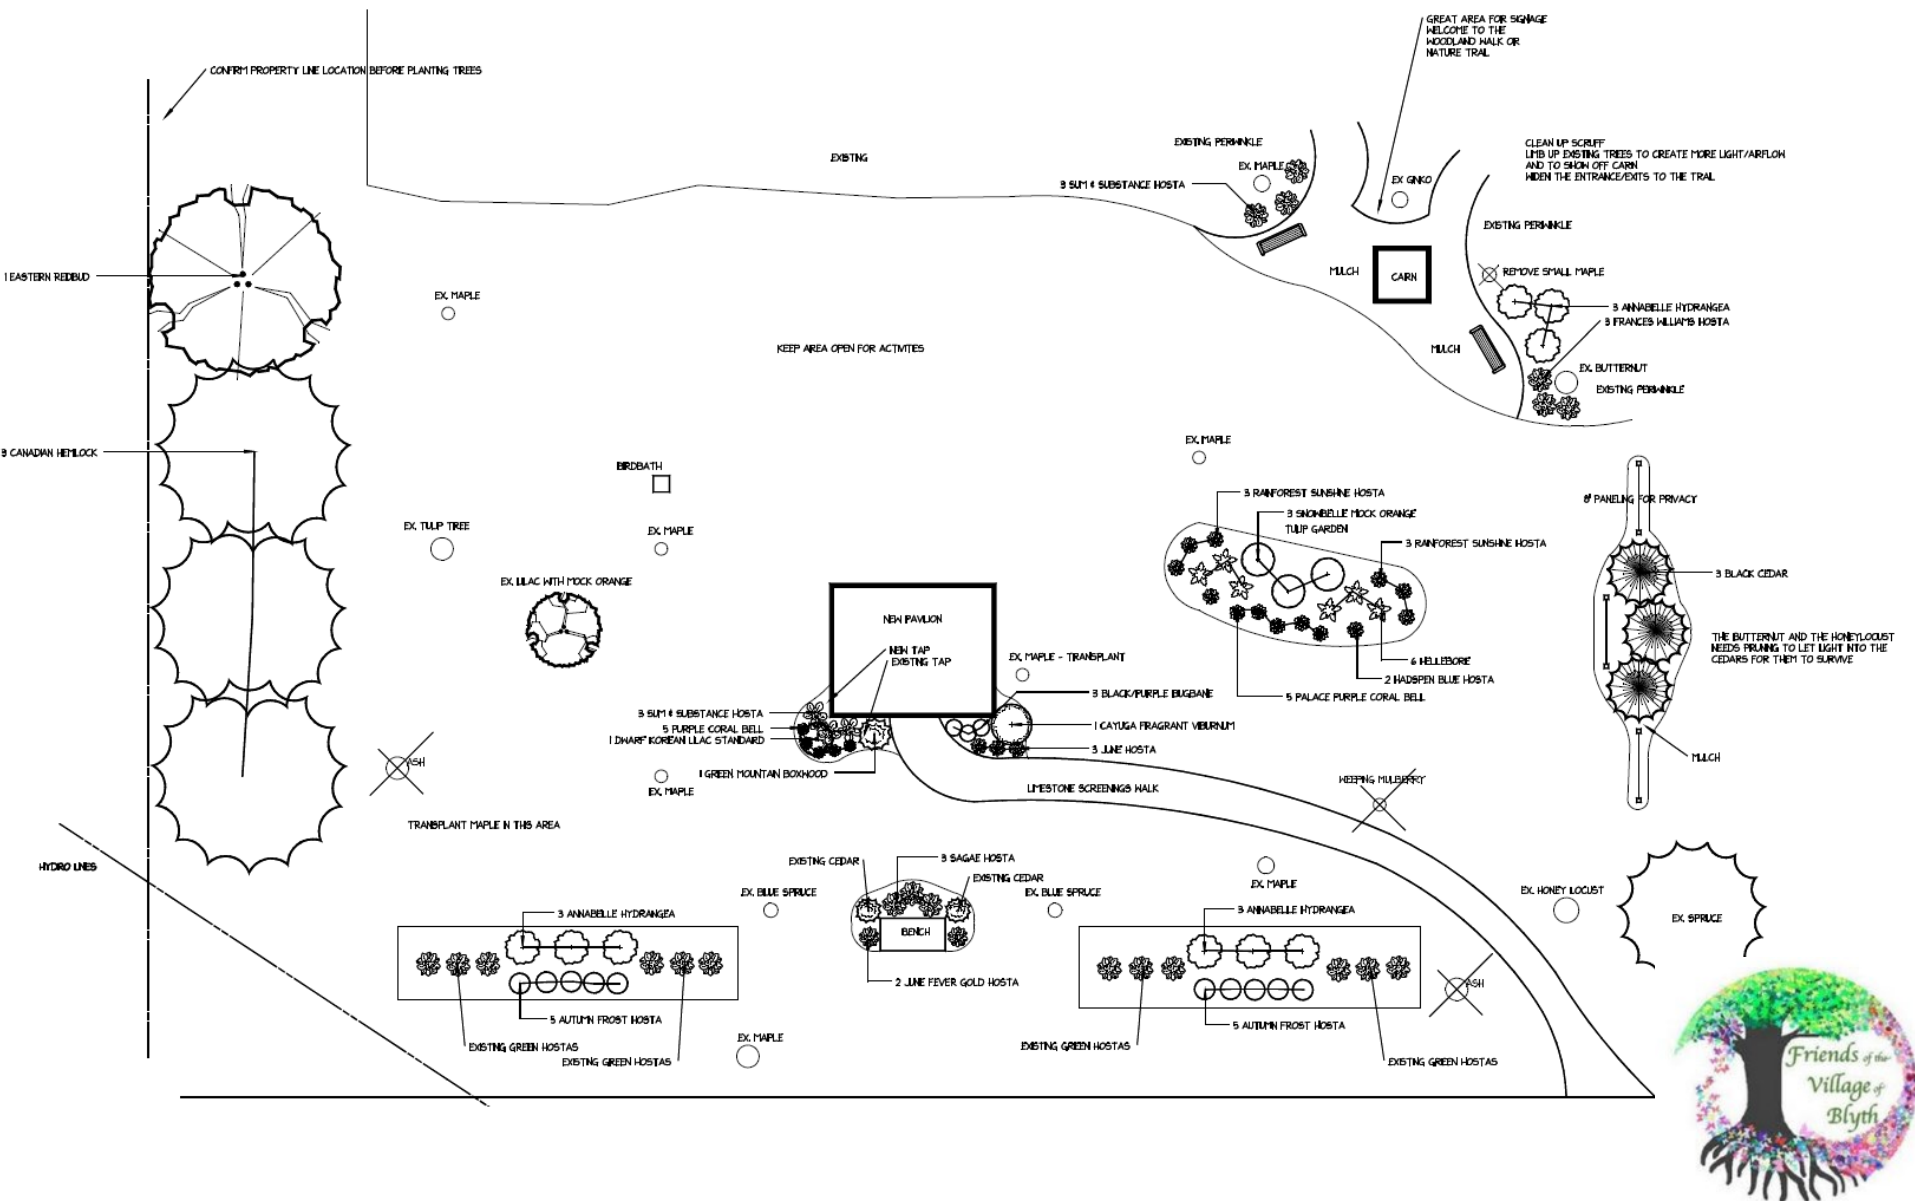 GREAT AREA FOR SIGNAGE
WELCOME TO THE
WOODLAND WALK OR
NATURE TRAIL
CONFIRM PROPERTY LINE LOCATION BEFORE PLANTING TREES
EXISTING
EXISTING PERIWINKLE
EX. MAPLE
3 SUM & SUBSTANCE HOSTA
EX GINKO
CLEAN UP SCRUFF
LIMB UP EXISTING TREES TO CREATE MORE LIGHT/AIRFLOW
AND TO SHOW OFF CAIRN
WIDEN THE ENTRANCE/EXITS TO THE TRAIL
EXISTING PERIWINKLE
MULCH
CAIRN
REMOVE SMALL MAPLE
3 ANNABELLE HYDRANGEA
3 FRANCES WILLIAMS HOSTA
MULCH
EX. BUTTERNUT
EXISTING PERIWINKLE
1 EASTERN REDBUD
EX. MAPLE
KEEP AREA OPEN FOR ACTIVITIES
3 CANADIAN HEMLOCK
BIRDBATH
EX. TULIP TREE
EX. MAPLE
EX. LILAC WITH MOCK ORANGE
EX. MAPLE
3 RAINFOREST SUNSHINE HOSTA
3 SNOWBELLE MOCK ORANGE
TULIP GARDEN
3 RAINFOREST SUNSHINE HOSTA
8' PANELING FOR PRIVACY
3 BLACK CEDAR
NEW PAVILION
NEW TAP
EXISTING TAP
EX. MAPLE - TRANSPLANT
6 HELLEBORE
2 HADSPEN BLUE HOSTA
5 PALACE PURPLE CORAL BELL
THE BUTTERNUT AND THE HONEYLOCUST
NEEDS PRUNING TO LET LIGHT INTO THE
CEDARS FOR THEM TO SURVIVE
3 BLACK/PURPLE BUGBANE
3 SUM & SUBSTANCE HOSTA
5 PURPLE CORAL BELL
1 DWARF KOREAN LILAC STANDARD
1 CAYUGA FRAGRANT VIBURNUM
3 JUNE HOSTA
1 GREEN MOUNTAIN BOXWOOD
MULCH
ASH
EX. MAPLE
LIMESTONE SCREENINGS WALK
WEEPING MULBERRY
TRANSPLANT MAPLE IN THIS AREA
HYDRO LINES
EXISTING CEDAR
3 SAGAE HOSTA
EXISTING CEDAR
EX. BLUE SPRUCE
EX. BLUE SPRUCE
EX. MAPLE
EX. HONEY LOCUST
EX. SPRUCE
3 ANNABELLE HYDRANGEA
BENCH
3 ANNABELLE HYDRANGEA
2 JUNE FEVER GOLD HOSTA
ASH
5 AUTUMN FROST HOSTA
5 AUTUMN FROST HOSTA
EX. MAPLE
EXISTING GREEN HOSTAS
EXISTING GREEN HOSTAS
EXISTING GREEN HOSTAS
EXISTING GREEN HOSTAS
Friends of the
Village of
Blyth